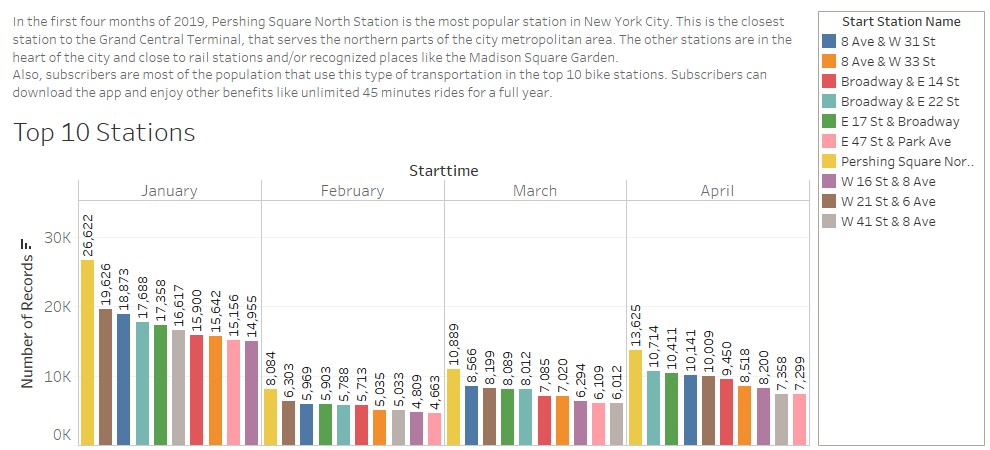 In the first four months of 2019, Pershing Square North Station is the most popular station in New York City. This is the closest
station to the Grand Central Terminal, that serves the northern parts of the city metropolitan area. The other stations are in the
heart of the city and close to rail stations and/or recognized places like the Madison Square Garden.
Also, subscribers are most of the population that use this type of transportation in the top 10 bike stations. Subscribers can
download the app and enjoy other benefits like unlimited 45 minutes rides for a full year.
Top 10 Stations
Starttime
January
February
March
April
Number of Records
30K
20K
10K
0K
26,622
19,626
18,873
17,688
17,358
16,617
15,900
15,642
15,156
14,955
8,084
6,303
5,969
5,903
5,788
5,713
5,035
5,033
4,809
4,663
10,889
8,566
8,199
8,089
8,012
7,085
7,020
6,294
6,109
6,012
13,625
10,714
10,411
10,141
10,009
9,450
8,518
8,200
7,358
7,299
Start Station Name
8 Ave & W 31 St
8 Ave & W 33 St
Broadway & E 14 St
Broadway & E 22 St
E 17 St & Broadway
E 47 St & Park Ave
Pershing Square Nor..
W 16 St & 8 Ave
W 21 St & 6 Ave
W 41 St & 8 Ave